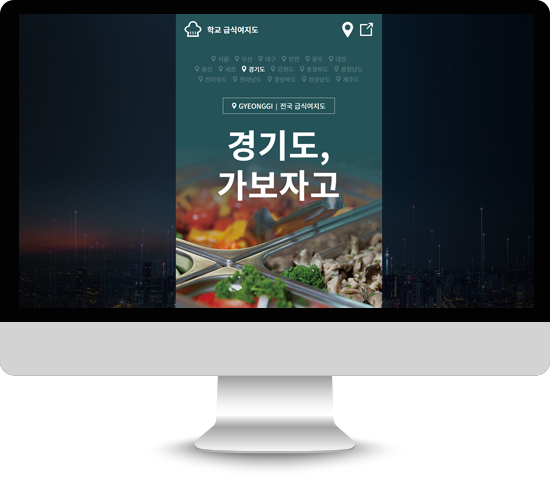 학교 급식여지도
서울 부산 대구 인천 광주 대전
울산 세종 경기도 강원도 충청북도 충청남도
전라북도 전라남도 경상북도 경상남도 제주도
GYEONGGI | 전국 급식여지도
경기도,
가보자고